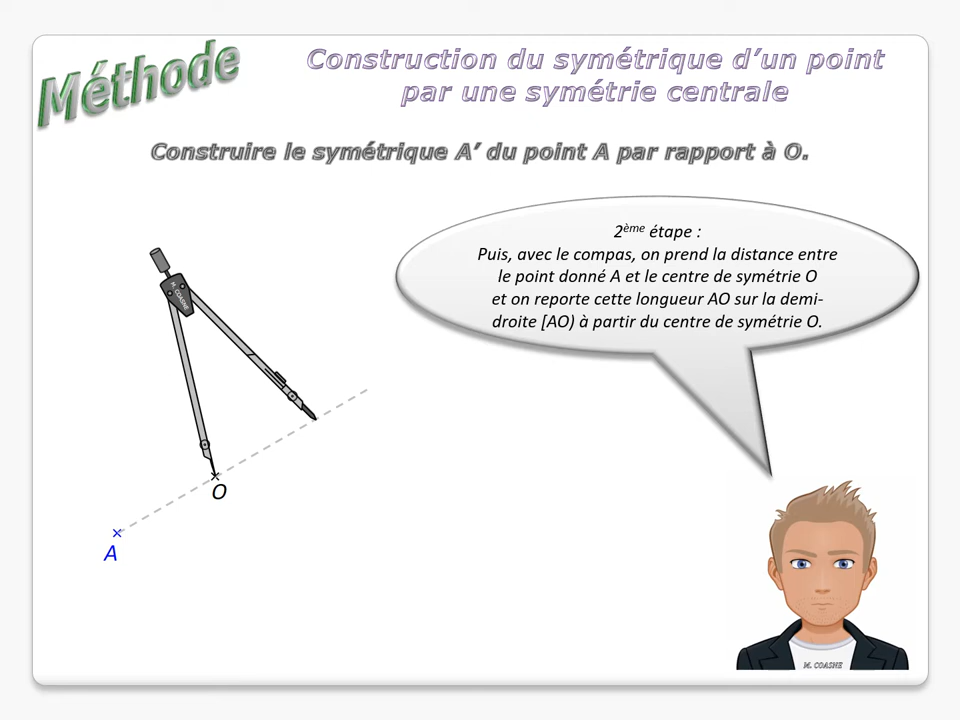 Méthode
Construction du symétrique d’un point
par une symétrie centrale
Construire le symétrique A’ du point A par rapport à O.
2ème étape :
Puis, avec le compas, on prend la distance entre
le point donné A et le centre de symétrie O
et on reporte cette longueur AO sur la demi-
droite [AO) à partir du centre de symétrie O.
M. COASNE
O
A
M. COASNE